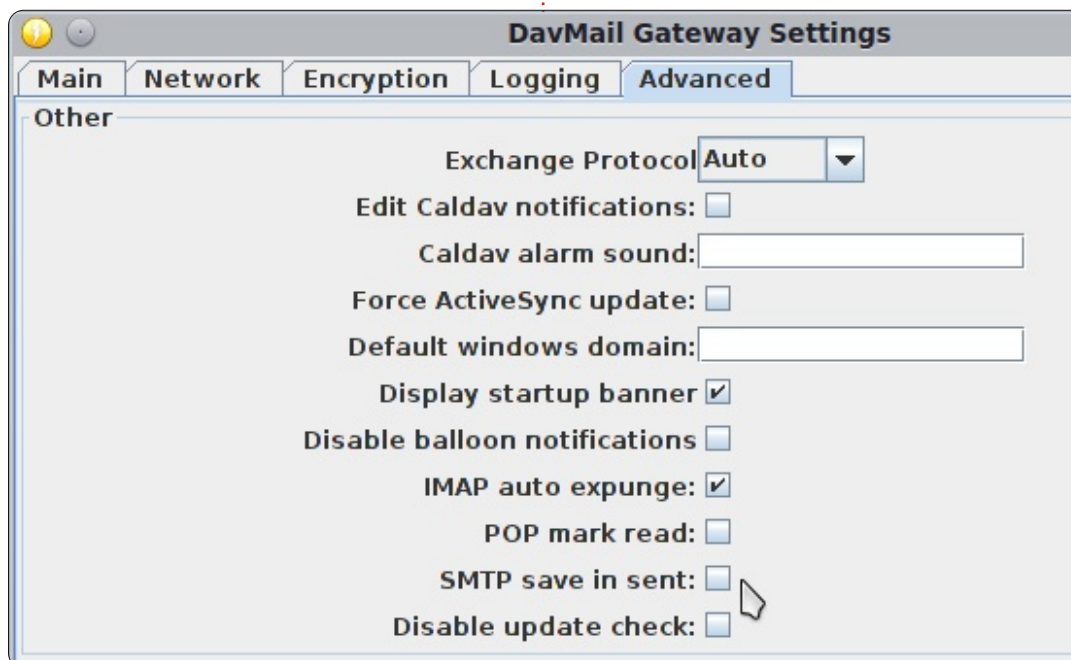 DavMail Gateway Settings
Main Network Encryption Logging Advanced
Other
Exchange Protocol Auto
Edit Caldav notifications:
Caldav alarm sound:
Force ActiveSync update:
Default windows domain:
Display startup banner
Disable balloon notifications
IMAP auto expunge:
POP mark read:
SMTP save in sent:
Disable update check: